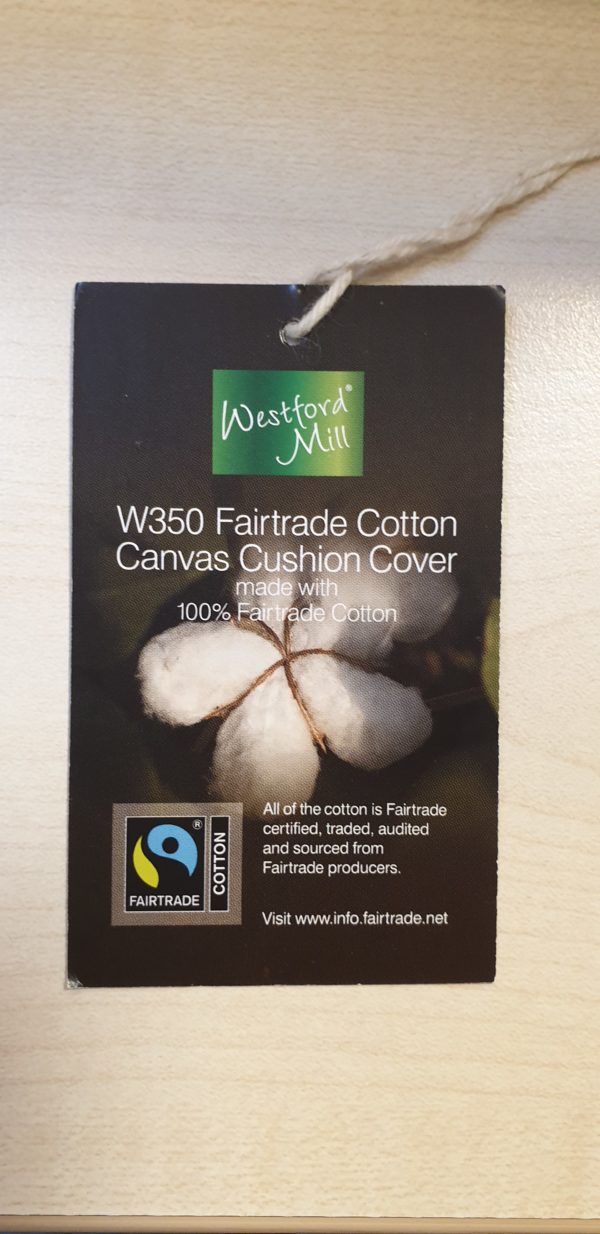 Westford®
Mill
W350 Fairtrade Cotton
Canvas Cushion Cover
made with
100% Fairtrade Cotton
All of the cotton is Fairtrade
certified, traded, audited
and sourced from
Fairtrade producers.
Visit www.info.fairtrade.net
®
FAIRTRADE
COTTON